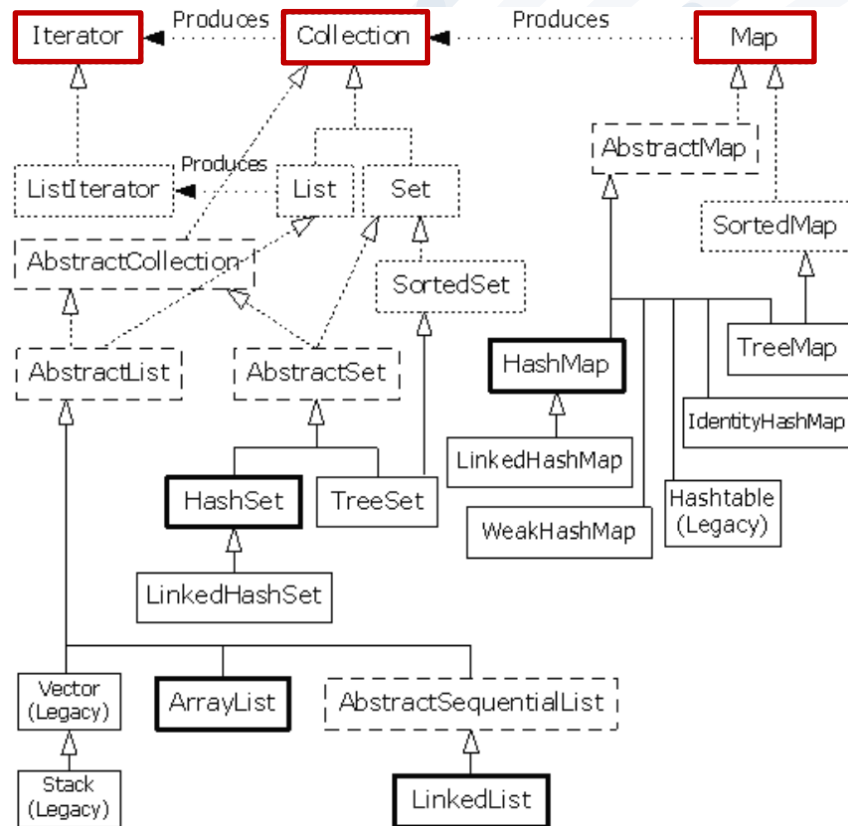 Produces
Produces
Iterator
Collection
Map
AbstractMap
Produces
ListIterator
List
Set
SortedMap
AbstractCollection
SortedSet
TreeMap
HashMap
AbstractList
AbstractSet
IdentityHashMap
LinkedHashMap
HashSet
TreeSet
Hashtable
(Legacy)
WeakHashMap
LinkedHashSet
Vector
(Legacy)
ArrayList
AbstractSequentialList
Stack
(Legacy)
LinkedList